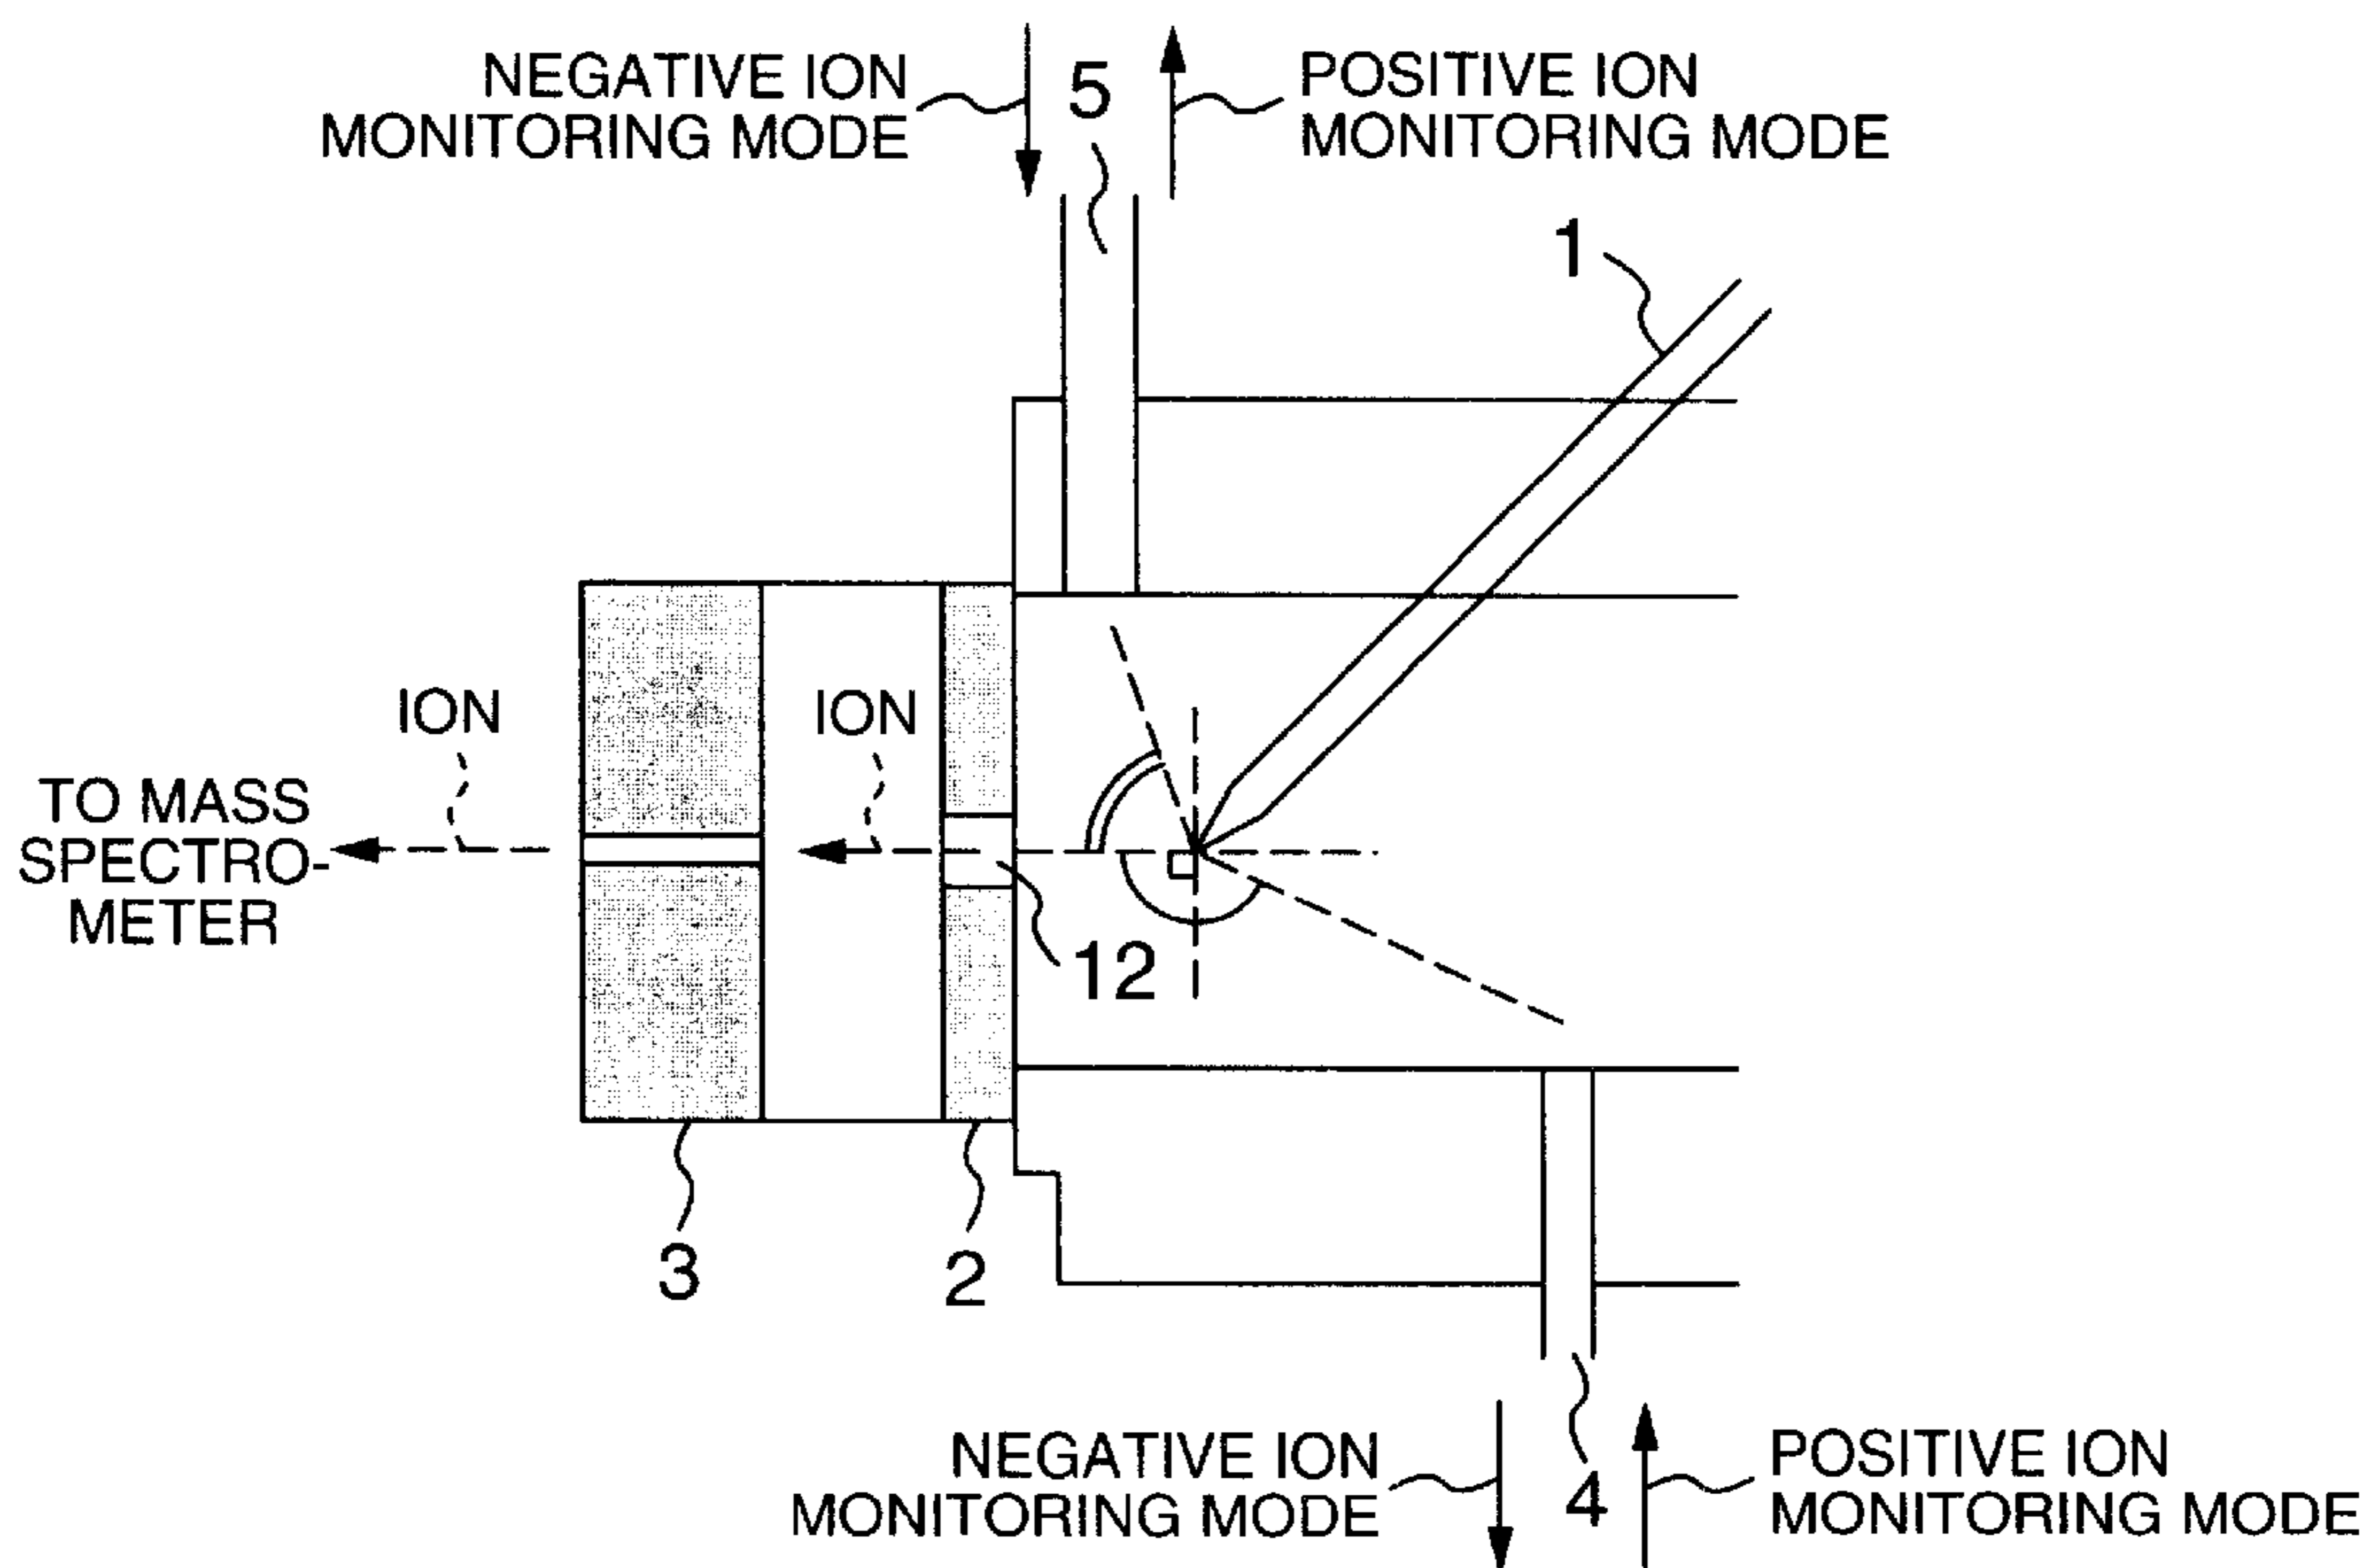 NEGATIVE ION
MONITORING MODE
5
POSITIVE ION
MONITORING MODE
1
ION
ION
TO MASS
SPECTRO-
METER
12
3
2
NEGATIVE ION
MONITORING MODE
4
POSITIVE ION
MONITORING MODE